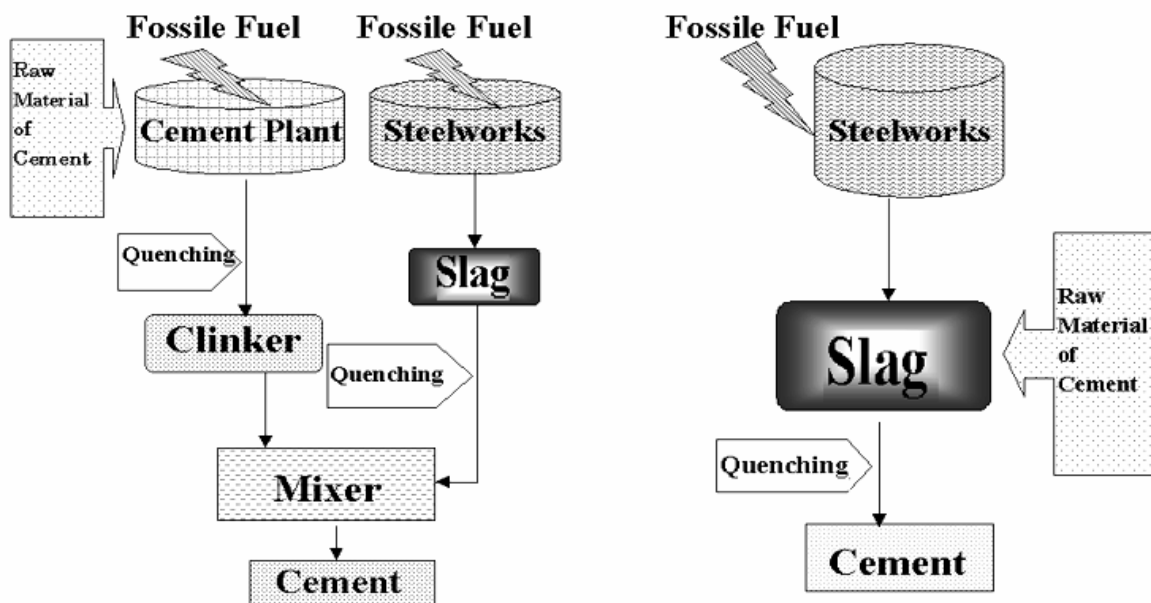 Fossile Fuel
Fossile Fuel
Raw
Material
of
Cement
Cement Plant
Steelworks
Quenching
Slag
Clinker
Quenching
Mixer
Cement
Fossile Fuel
Steelworks
Slag
Raw
Material
of
Cement
Quenching
Cement